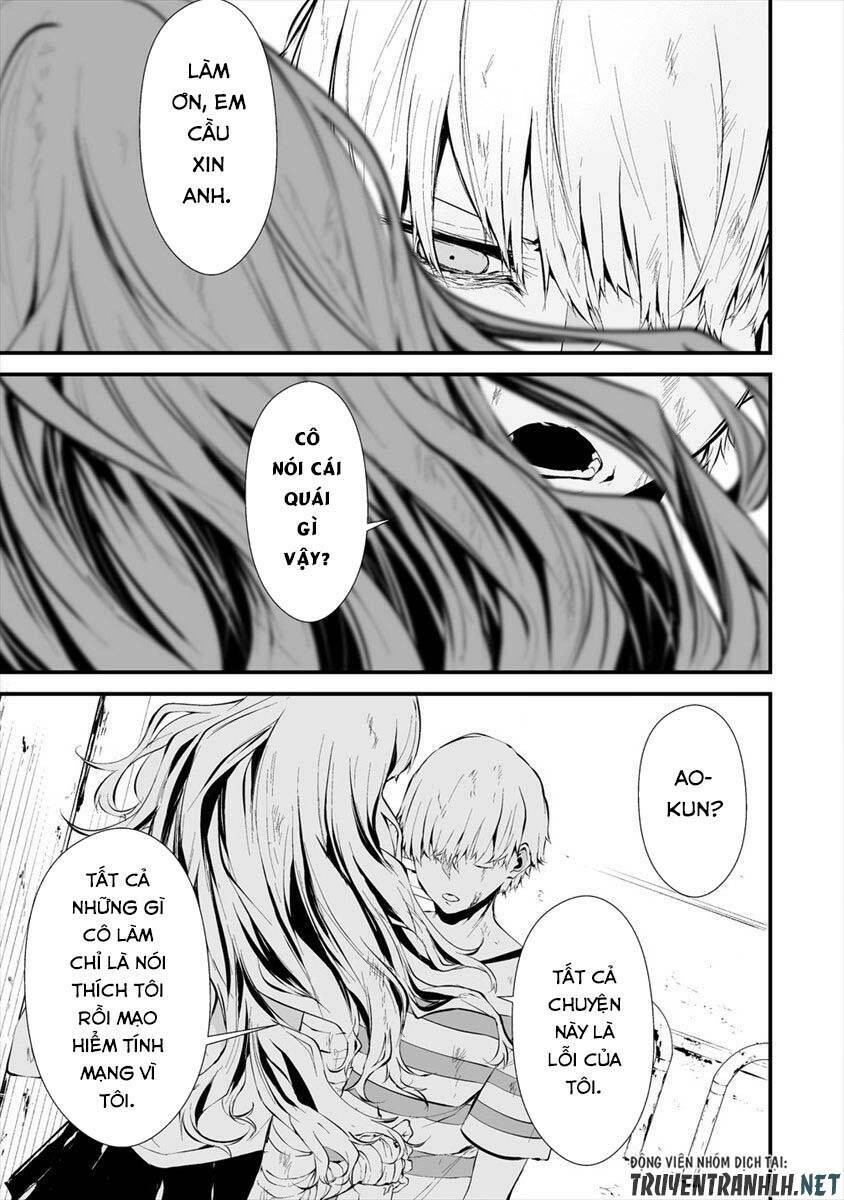 LÀM
ƠN, EM
CẦU
XIN
ANH.
CÔ
NÓI CÁI
QUÁI
GÌ
VẬY?
AO-
KUN?
TẤT CẢ
CHUYỆN
NÀY LÀ
LỖI CỦA
TÔI.
TẤT CẢ
NHỮNG GÌ
CÔ LÀM
CHỈ LÀ NÓI
THÍCH TÔI
RỒI MẠO
HIỂM TÍNH
MẠNG VÌ
TÔI.
ĐỘNG VIÊN NHÓM DỊCH TẠI:
TRUYENTRANHLH.NET